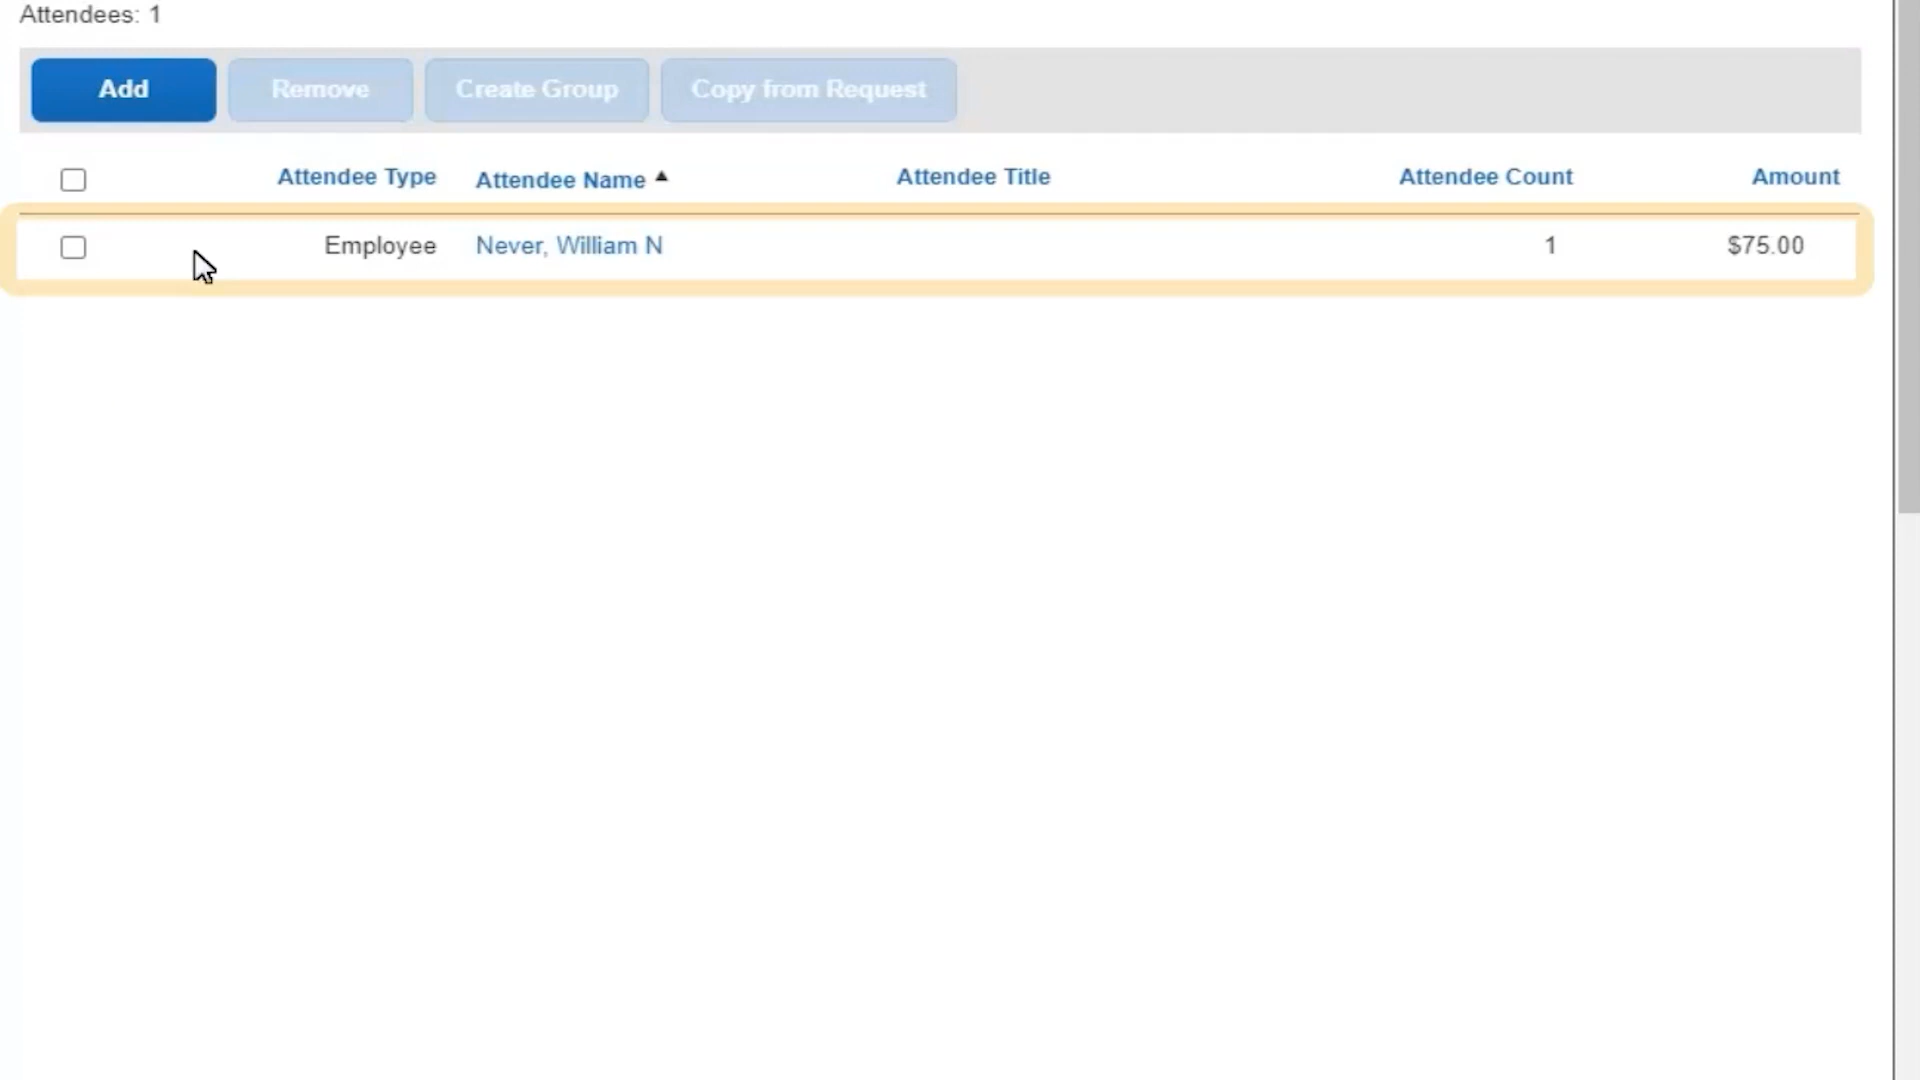 Attendees: 1
Add Remove Create Group Copy from Request
Attendee Type Attendee Name ▲ Attendee Title Attendee Count Amount
Employee Never, William N 1 $75.00